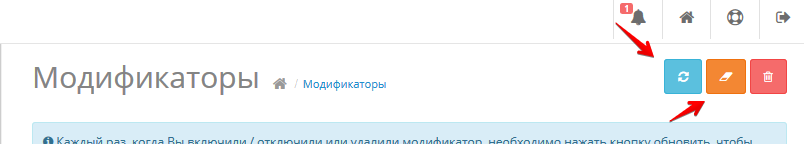 1
Модификаторы / Модификаторы
Каждый раз, когда Вы включили / отключили или удалили модификатор, необходимо нажать кнопку обновить, чтобы